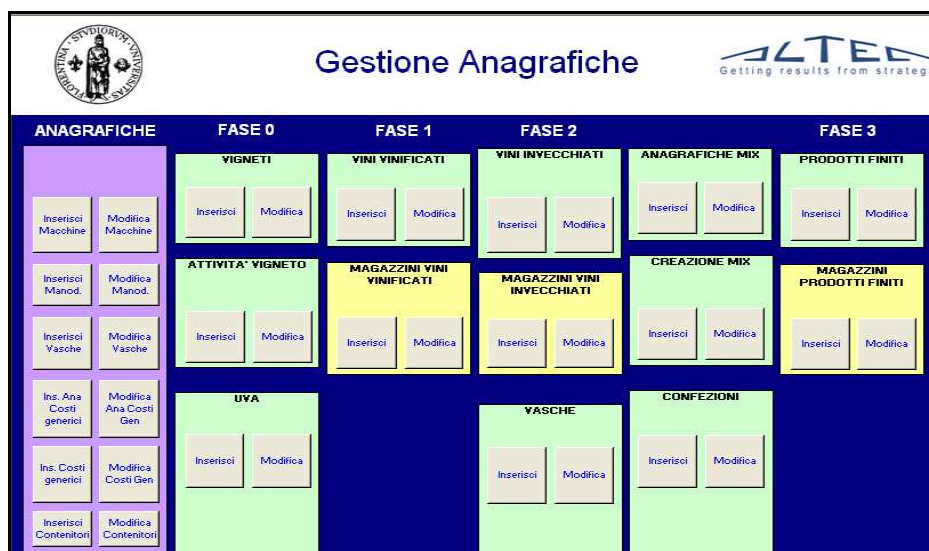 STVDIORVM VNIVERSITAS FLORENTINA
Gestione Anagrafiche
ALTEA
Getting results from strateg
ANAGRAFICHE
FASE 0
FASE 1
FASE 2
FASE 3
Inserisci
Macchine
Modifica
Macchine
Inserisci
Manod.
Modifica
Manod.
Inserisci
Vasche
Modifica
Vasche
Ins. Ana
Costi
generici
Modifica
Ana Costi
Gen
Ins. Costi
generici
Modifica
Costi Gen
Inserisci
Contenitori
Modifica
Contenitori
VIGNETI
Inserisci
Modifica
ATTIVITA' VIGNETO
Inserisci
Modifica
UVA
Inserisci
Modifica
VINI VINIFICATI
Inserisci
Modifica
MAGAZZINI VINI
VINIFICATI
Inserisci
Modifica
VINI INVECCHIATI
Inserisci
Modifica
MAGAZZINI VINI
INVECCHIATI
Inserisci
Modifica
VASCHE
Inserisci
Modifica
ANAGRAFICHE MIX
Inserisci
Modifica
CREAZIONE MIX
Inserisci
Modifica
CONFEZIONI
Inserisci
Modifica
PRODOTTI FINITI
Inserisci
Modifica
MAGAZZINI
PRODOTTI FINITI
Inserisci
Modifica